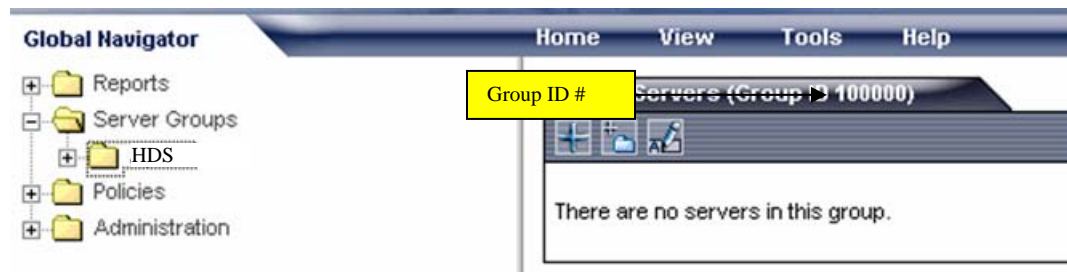 Global Navigator
Home View Tools Help
Reports
Server Groups
HDS
Policies
Administration
Group ID #
Servers (Group ID 100000)
There are no servers in this group.